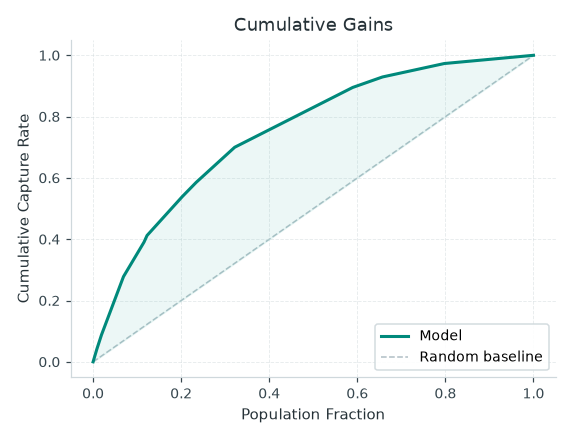 Cumulative Gains
Cumulative Capture Rate
1.0
0.8
0.6
0.4
0.2
0.0
0.0 0.2 0.4 0.6 0.8 1.0
Population Fraction
Model
Random baseline